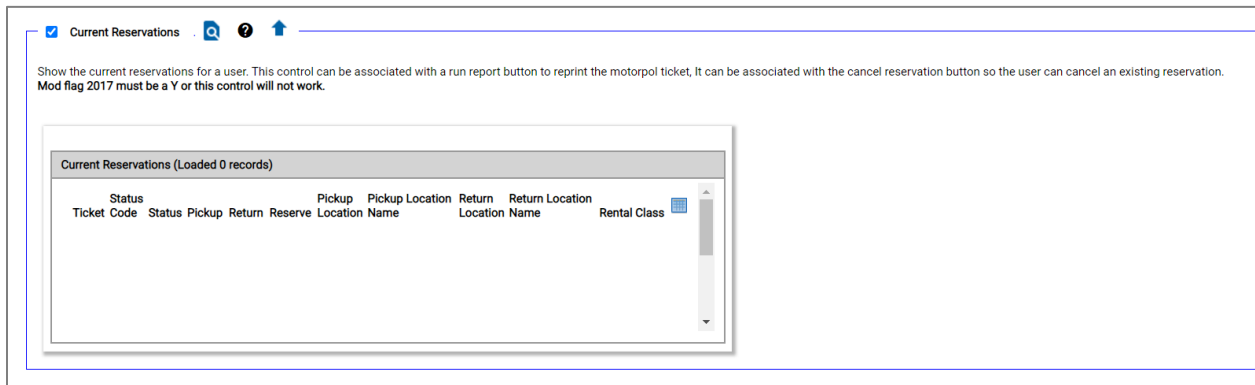 Current Reservations .
Show the current reservations for a user. This control can be associated with a run report button to reprint the motorpol ticket, It can be associated with the cancel reservation button so the user can cancel an existing reservation.
Mod flag 2017 must be a Y or this control will not work.
Current Reservations (Loaded 0 records)
Status Pickup Pickup Location Return Return Location
Ticket Code Status Pickup Return Reserve Location Name Location Name Rental Class